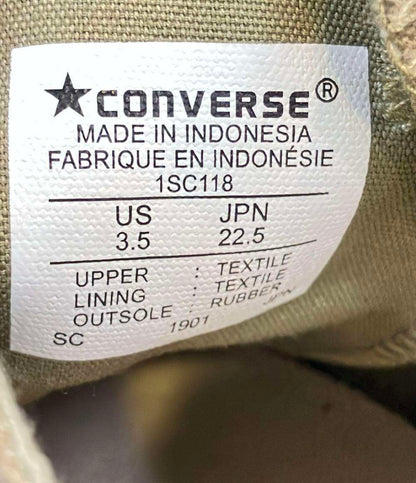 ★CONVERSE®
MADE IN INDONESIA
FABRIQUE EN INDONÉSIE
1SC118
US JPN
3.5 22.5
UPPER : TEXTILE
LINING : TEXTILE
OUTSOLE : RUBBER
SC 1901 JPN